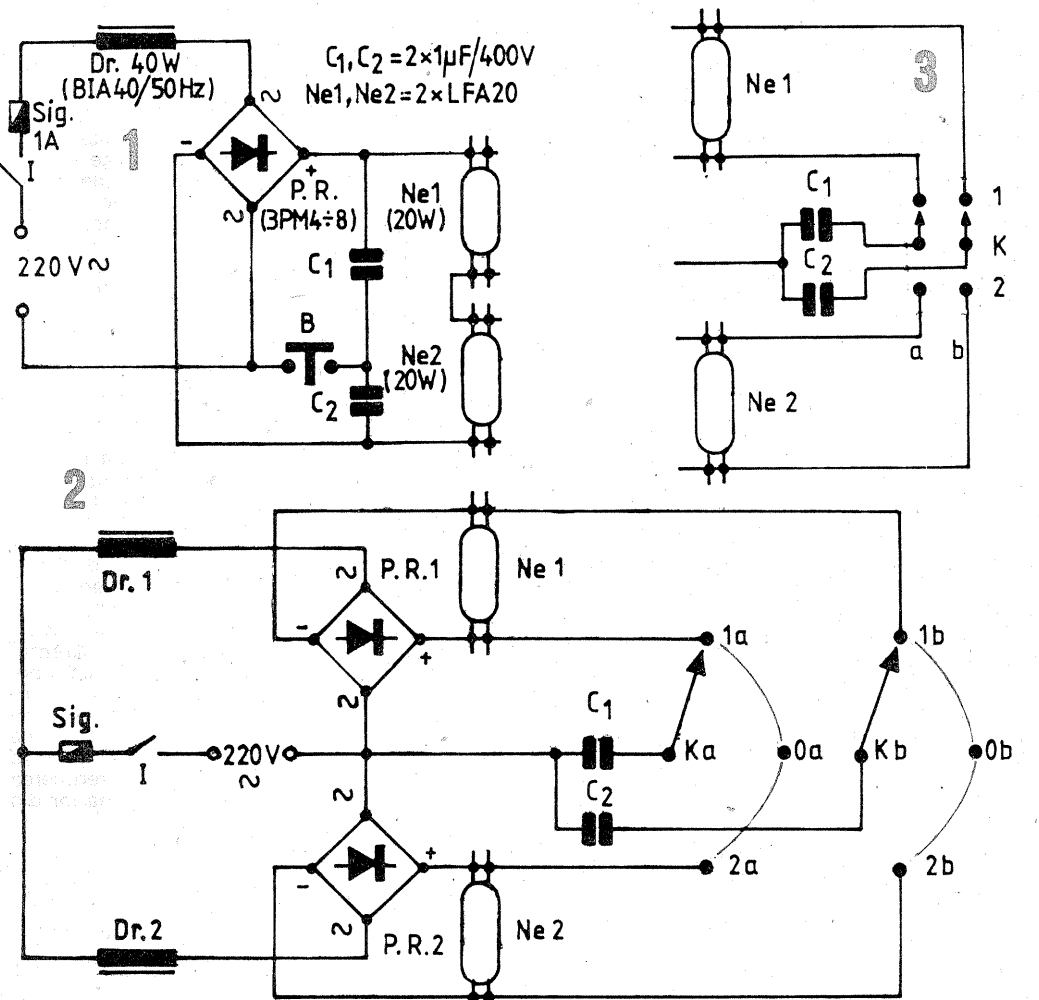 1
Dr. 40W
(BIA40/50Hz)
Sig.
1A
I
220V~
C1, C2 = 2×1µF/400V
Ne1, Ne2 = 2×LFA20
~
-
+
~
P.R.
(3PM4÷8)
C1
B
C2
Ne1
(20W)
Ne2
(20W)
3
Ne1
C1
C2
1
K
2
a b
Ne 2
2
Dr.1
~
P.R.1
-
+
~
Ne 1
1a
1b
Sig.
I
220V
~
C1
Ka
0a
Kb
0b
C2
~
-
+
~
P.R.2
Ne 2
2a
2b
Dr.2